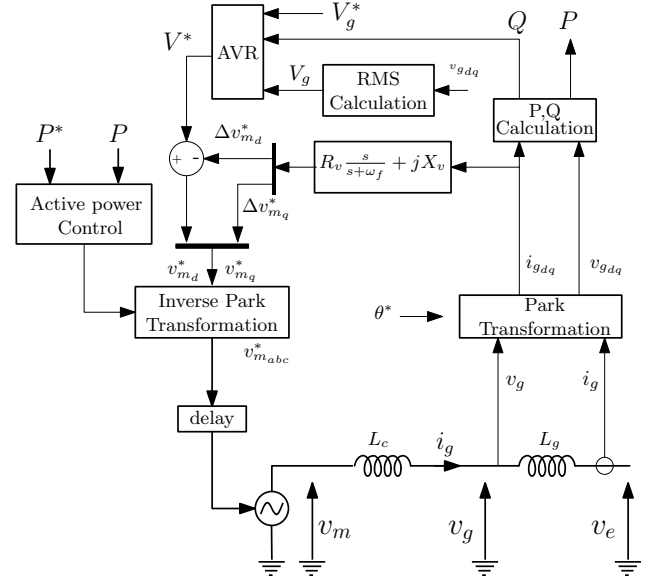 V_g^*
Q
P
V^*
AVR
V_g
RMS
Calculation
v_{g_{dq}}
P,Q
Calculation
P^*
P
+
-
Δv_{m_d}^*
R_v \frac{s}{s+ω_f} + jX_v
Active power
Control
Δv_{m_q}^*
v_{m_d}^*
v_{m_q}^*
i_{g_{dq}}
v_{g_{dq}}
Inverse Park
Transformation
θ^*
Park
Transformation
v_{m_{abc}}^*
v_g
i_g
delay
L_c
i_g
L_g
v_m
v_g
v_e